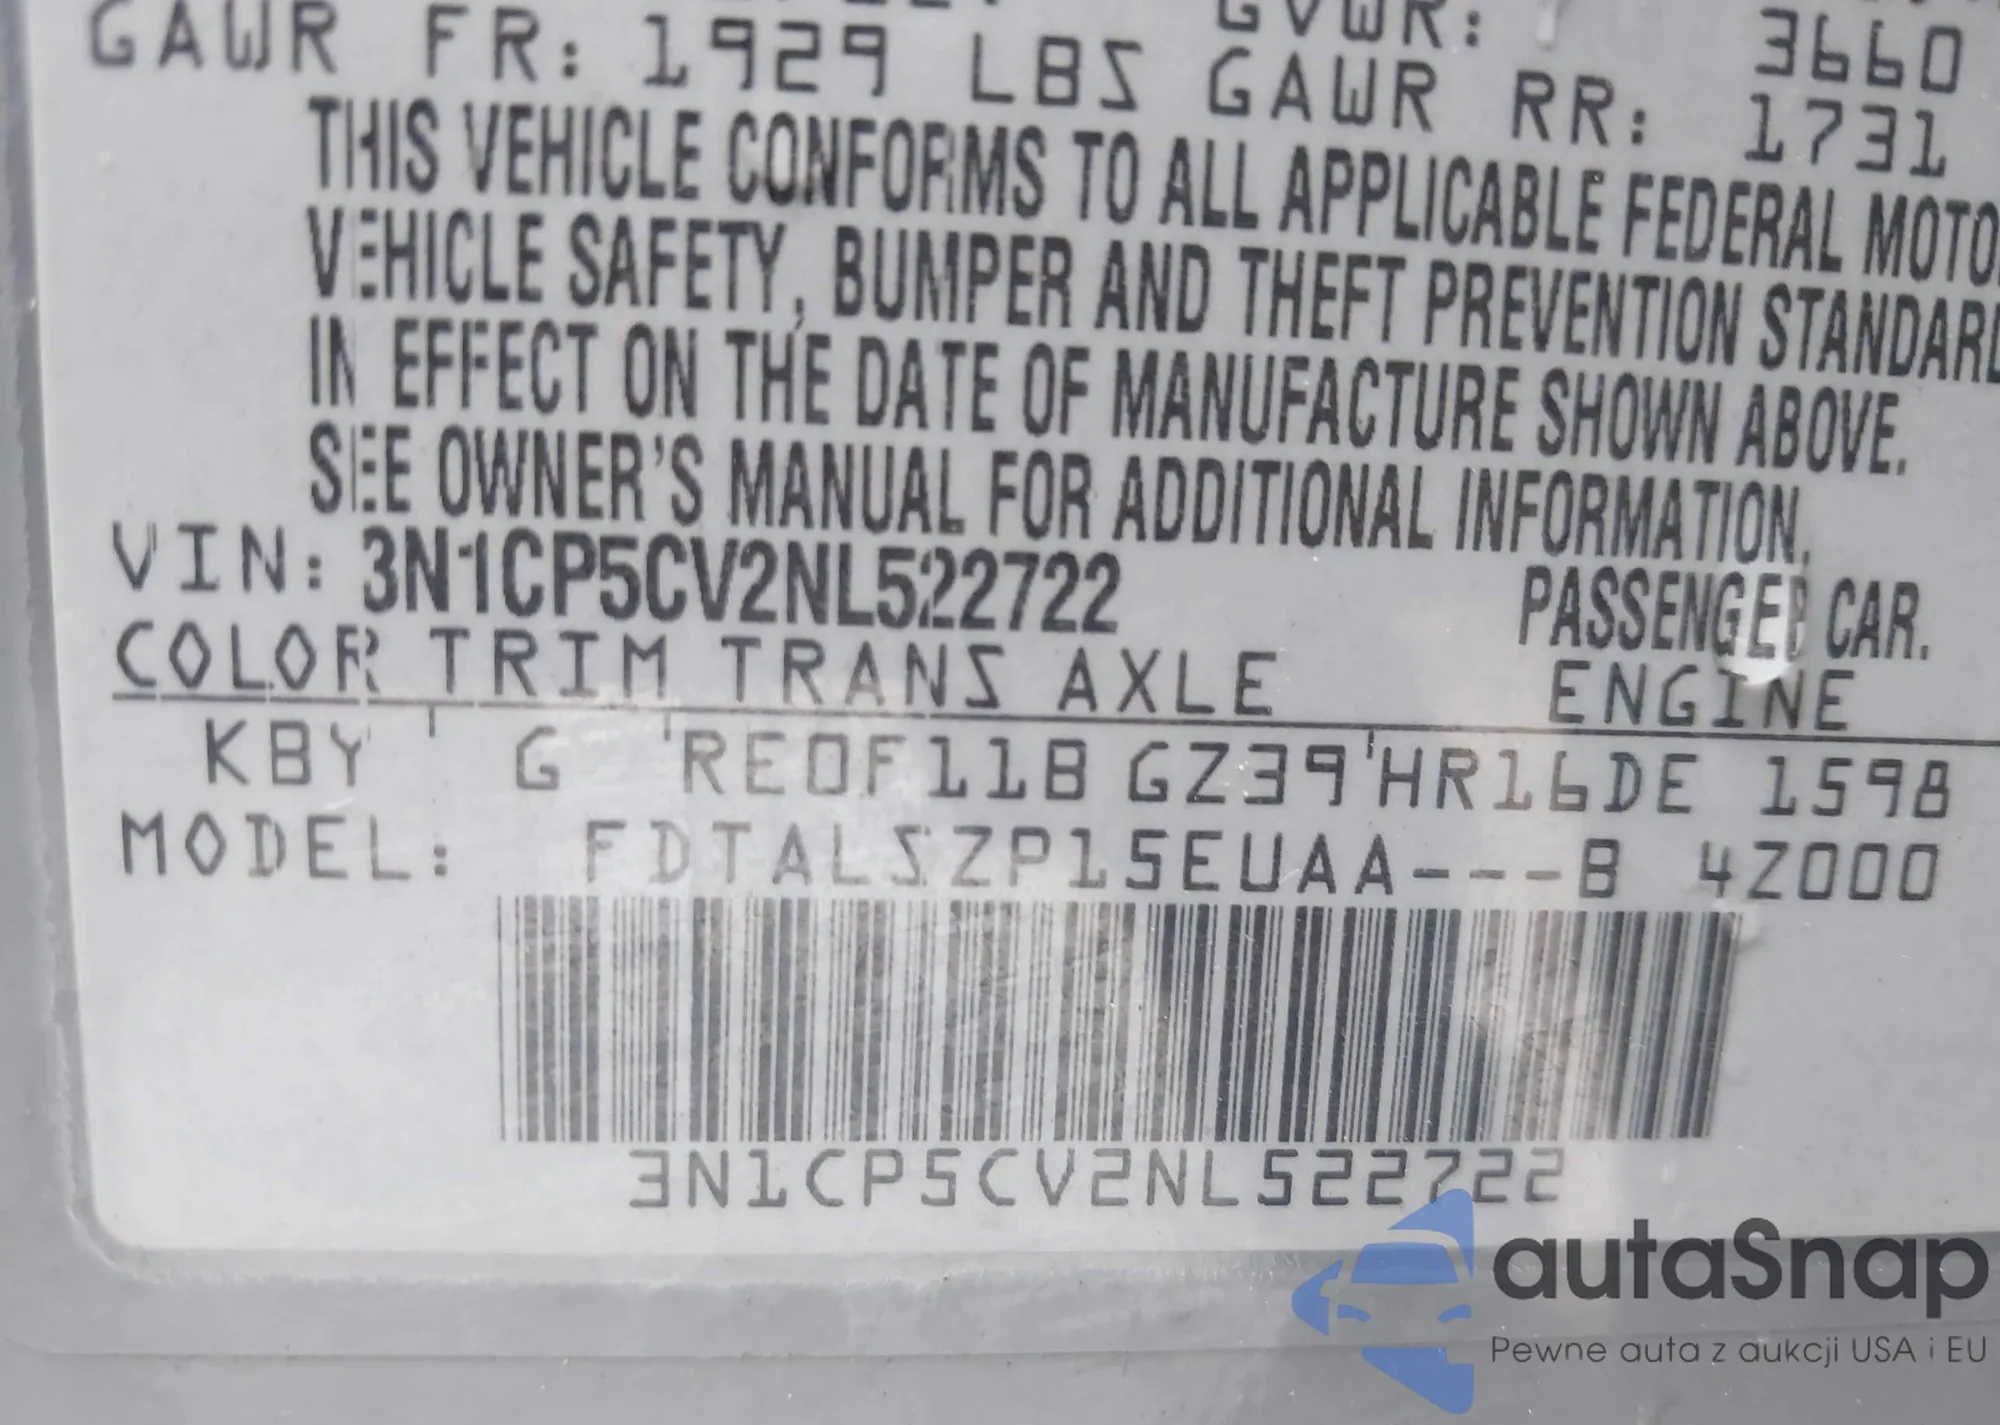 GVWR: 3660
GAWR FR: 1929 LBS GAWR RR: 1731
THIS VEHICLE CONFORMS TO ALL APPLICABLE FEDERAL MOTO
VEHICLE SAFETY, BUMPER AND THEFT PREVENTION STANDARD
IN EFFECT ON THE DATE OF MANUFACTURE SHOWN ABOVE.
SEE OWNER'S MANUAL FOR ADDITIONAL INFORMATION.
VIN: 3N1CP5CV2NL522722 PASSENGER CAR.
COLOR TRIM TRANS AXLE ENGINE
KBY G RE0F11B GZ39 HR16DE 1598
MODEL: FDTALSZP15EUAA---B 4Z000
3N1CP5CV2NL522722
autaSnap
Pewne auta z aukcji USA i EU